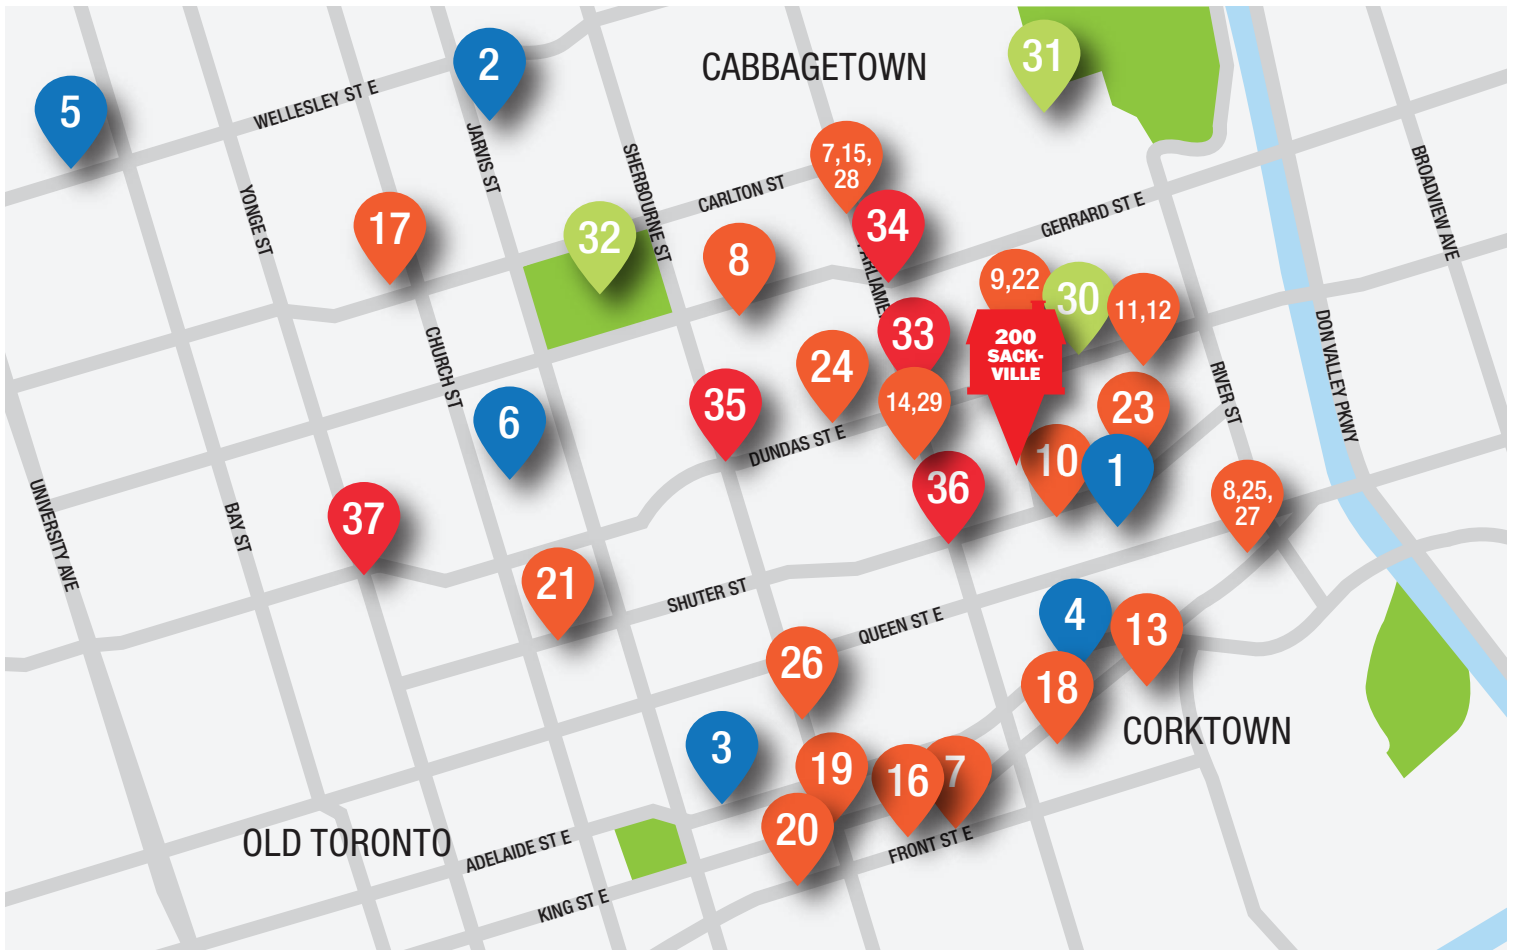 CABBAGETOWN
2
31
5
WELLESLEY ST E
JARVIS ST
SHERBOURNE ST
7,15,
28
BROADVIEW AVE
YONGE ST
CARLTON ST
17
32
34
GERRARD ST E
8
9,22
30
11,12
CHURCH ST
33
200
SACK-
VILLE
DON VALLEY PKWY
24
RIVER ST
35
14,29
23
6
DUNDAS ST E
10
1
UNIVERSITY AVE
36
8,25,
27
BAY ST
37
21
SHUTER ST
QUEEN ST E
4
13
26
18
CORKTOWN
3
19
16
7
20
OLD TORONTO
ADELAIDE ST E
FRONT ST E
KING ST E